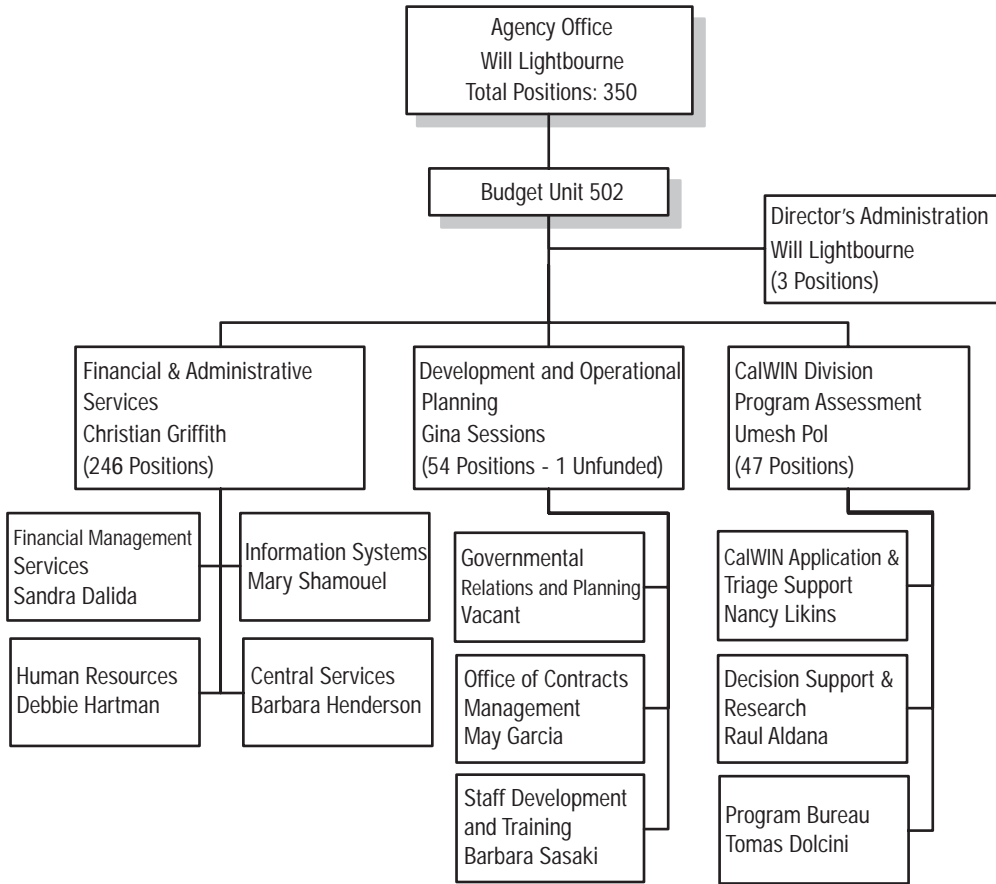 Agency Office
Will Lightbourne
Total Positions: 350
Budget Unit 502
Director's Administration
Will Lightbourne
(3 Positions)
Financial & Administrative
Services
Christian Griffith
(246 Positions)
Development and Operational
Planning
Gina Sessions
(54 Positions - 1 Unfunded)
CalWIN Division
Program Assessment
Umesh Pol
(47 Positions)
Financial Management
Services
Sandra Dalida
Information Systems
Mary Shamouel
Human Resources
Debbie Hartman
Central Services
Barbara Henderson
Governmental
Relations and Planning
Vacant
Office of Contracts
Management
May Garcia
Staff Development
and Training
Barbara Sasaki
CalWIN Application &
Triage Support
Nancy Likins
Decision Support &
Research
Raul Aldana
Program Bureau
Tomas Dolcini